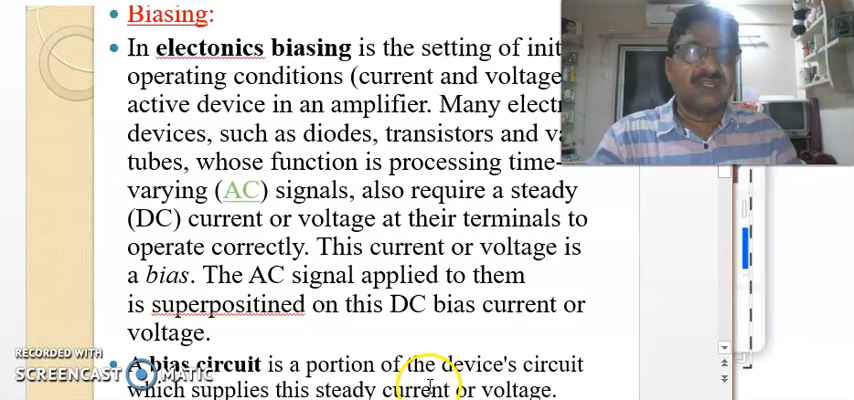 Biasing:
In electonics biasing is the setting of
operating conditions (current and voltage
active device in an amplifier. Many
devices, such as diodes, transistors and
tubes, whose function is processing time-
varying (AC) signals, also require a steady
(DC) current or voltage at their terminals to
operate correctly. This current or voltage is
a bias. The AC signal applied to them
is superpositined on this DC bias current or
voltage.
A bias circuit is a portion of the device's circuit
which supplies this steady current or voltage.
RECORDED WITH
SCREENCAST MATIC